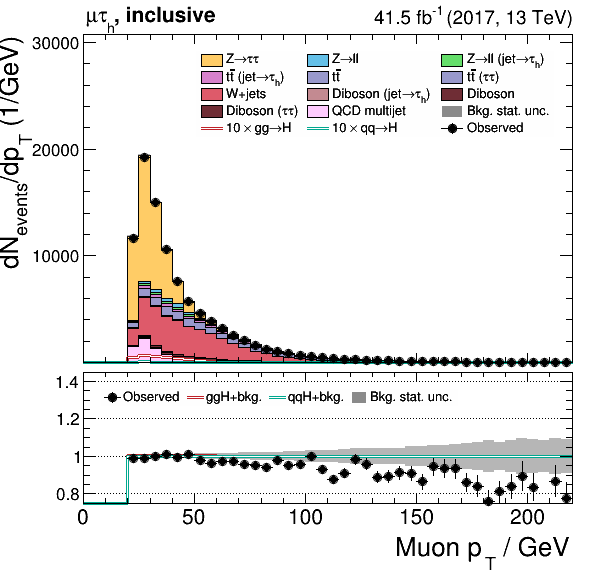 μτh, inclusive 41.5 fb-1 (2017, 13 TeV)
dNevents/dpT (1/GeV)
30000
20000
10000
Z→ττ Z→ll Z→ll (jet→τh)
tt̄ (jet→τh) tt̄ tt̄ (ττ)
W+jets Diboson (jet→τh) Diboson
Diboson (ττ) QCD multijet Bkg. stat. unc.
10 × gg→H 10 × qq→H Observed
1.4
1.2
1
0.8
Observed ggH+bkg. qqH+bkg. Bkg. stat. unc.
0 50 100 150 200
Muon pT / GeV